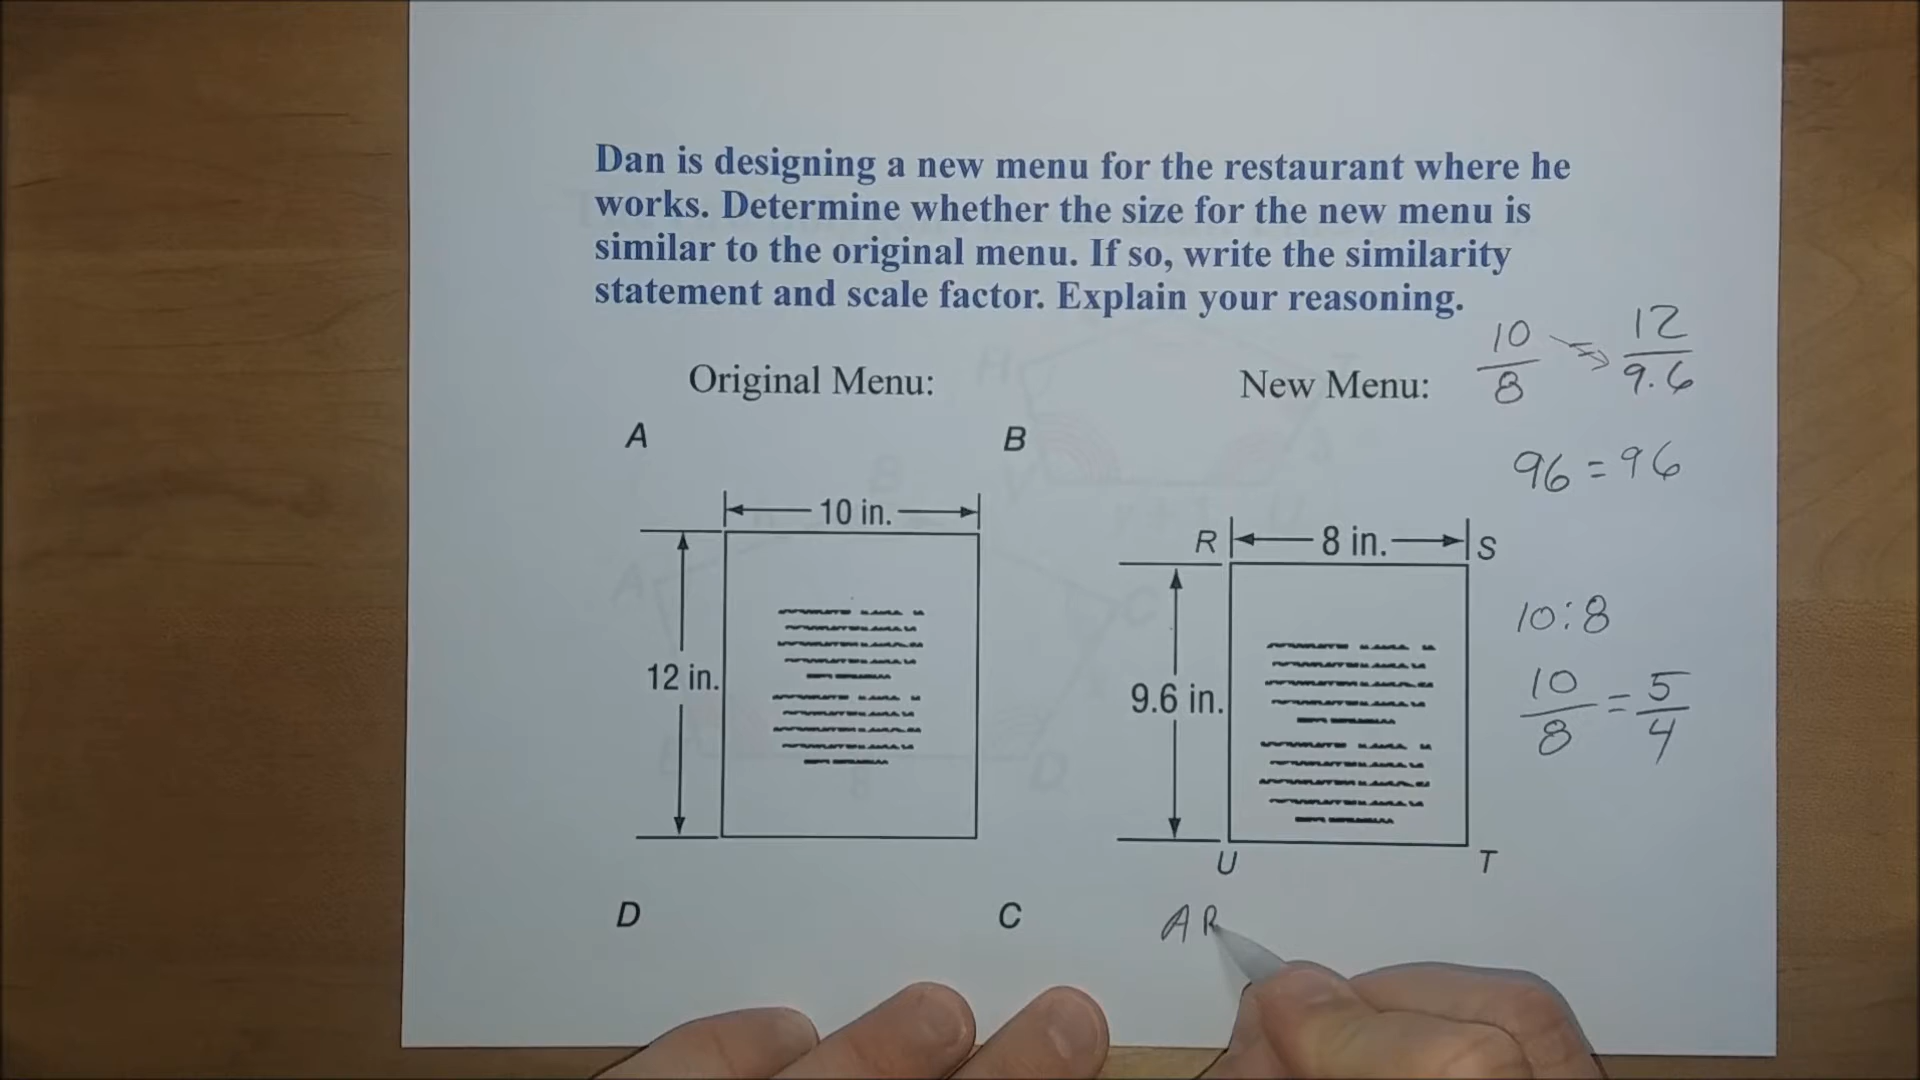 Dan is designing a new menu for the restaurant where he
works. Determine whether the size for the new menu is
similar to the original menu. If so, write the similarity
statement and scale factor. Explain your reasoning.
10/8 => 12/9.6
Original Menu:
New Menu:
96 = 96
A
B
10 in.
12 in.
D
C
R
8 in.
S
9.6 in.
U
T
10:8
10/8 = 5/4
A B